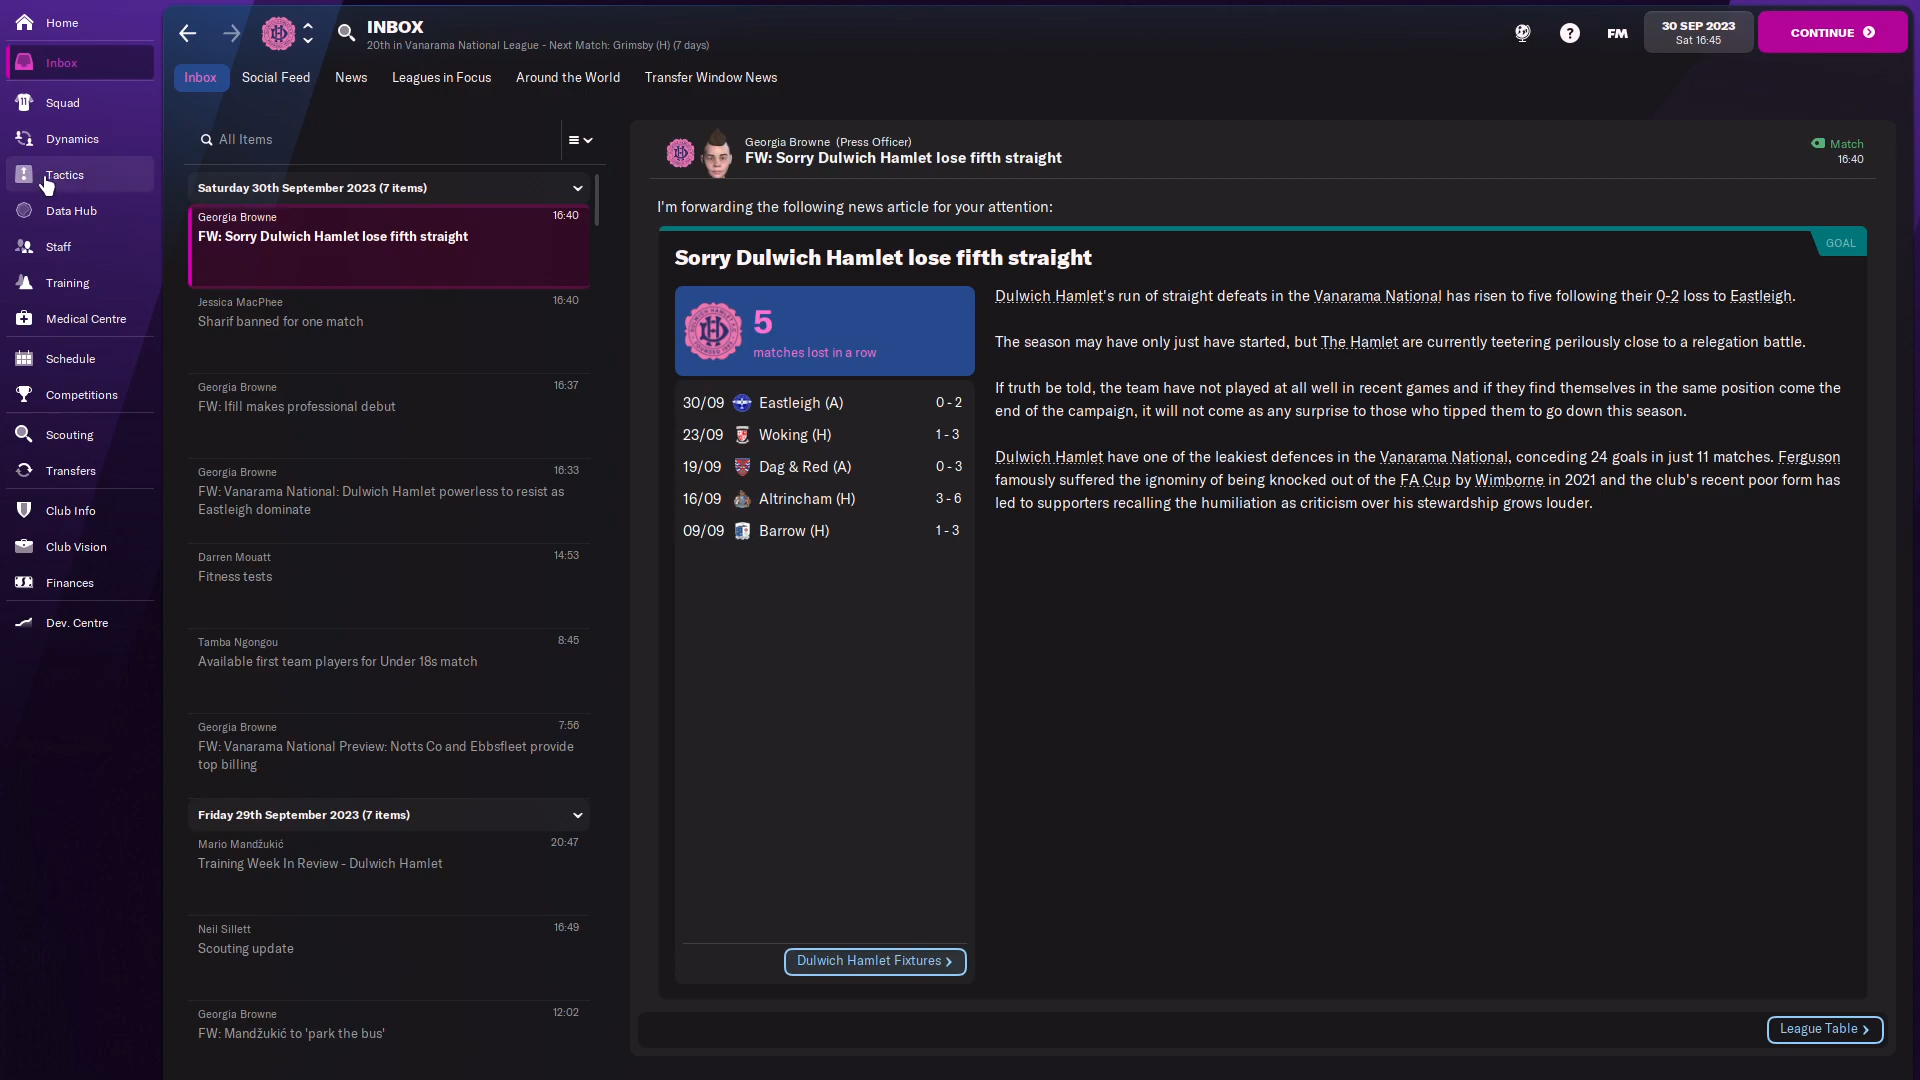 Home
Inbox
Squad
Dynamics
Tactics
Data Hub
Staff
Training
Medical Centre
Schedule
Competitions
Scouting
Transfers
Club Info
Club Vision
Finances
Dev. Centre
INBOX
20th in Vanarama National League - Next Match: Grimsby (H) (7 days)
FM
30 SEP 2023
Sat 16:45
CONTINUE
Inbox Social Feed News Leagues in Focus Around the World Transfer Window News
All Items
Saturday 30th September 2023 (7 items)
Georgia Browne 16:40
FW: Sorry Dulwich Hamlet lose fifth straight
Jessica MacPhee 16:40
Sharif banned for one match
Georgia Browne 16:37
FW: Ifill makes professional debut
Georgia Browne 16:33
FW: Vanarama National: Dulwich Hamlet powerless to resist as
Eastleigh dominate
Darren Mouatt 14:53
Fitness tests
Tamba Ngongou 8:45
Available first team players for Under 18s match
Georgia Browne 7:56
FW: Vanarama National Preview: Notts Co and Ebbsfleet provide
top billing
Friday 29th September 2023 (7 items)
Mario Mandžukić 20:47
Training Week In Review - Dulwich Hamlet
Neil Sillett 16:49
Scouting update
Georgia Browne 12:02
FW: Mandžukić to 'park the bus'
Georgia Browne (Press Officer)
FW: Sorry Dulwich Hamlet lose fifth straight
Match
16:40
I'm forwarding the following news article for your attention:
GOAL
Sorry Dulwich Hamlet lose fifth straight
5
matches lost in a row
30/09 Eastleigh (A) 0 - 2
23/09 Woking (H) 1 - 3
19/09 Dag & Red (A) 0 - 3
16/09 Altrincham (H) 3 - 6
09/09 Barrow (H) 1 - 3
Dulwich Hamlet Fixtures
Dulwich Hamlet's run of straight defeats in the Vanarama National has risen to five following their 0-2 loss to Eastleigh.
The season may have only just have started, but The Hamlet are currently teetering perilously close to a relegation battle.
If truth be told, the team have not played at all well in recent games and if they find themselves in the same position come the
end of the campaign, it will not come as any surprise to those who tipped them to go down this season.
Dulwich Hamlet have one of the leakiest defences in the Vanarama National, conceding 24 goals in just 11 matches. Ferguson
famously suffered the ignominy of being knocked out of the FA Cup by Wimborne in 2021 and the club's recent poor form has
led to supporters recalling the humiliation as criticism over his stewardship grows louder.
League Table